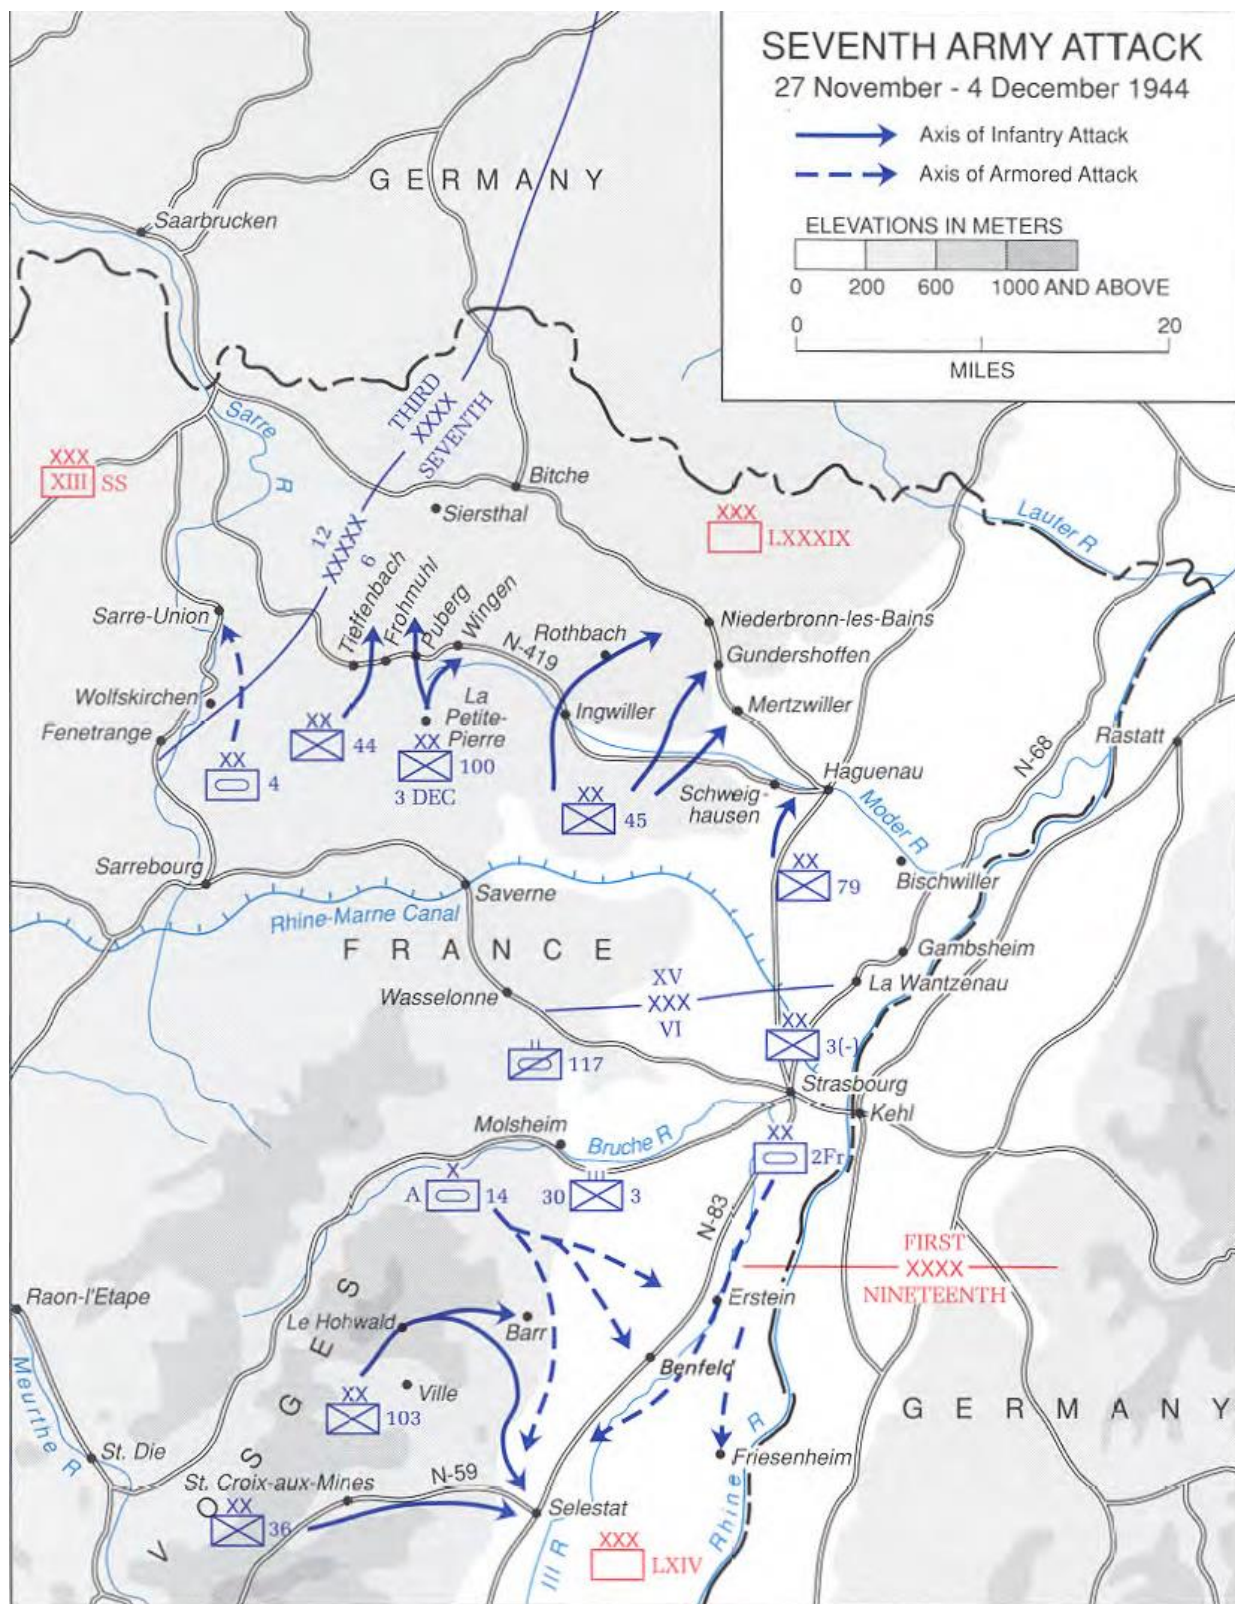 SEVENTH ARMY ATTACK
27 November - 4 December 1944
Axis of Infantry Attack
Axis of Armored Attack
ELEVATIONS IN METERS
0 200 600 1000 AND ABOVE
0 20
MILES
GERMANY
Saarbrucken
THIRD
XXXX
SEVENTH
Sarre
R
XXX
XIII SS
Bitche
Siersthal
XXX
LXXXIX
Lauter R
12
XXXXX
6
Tieffenbach
Frohmuhl
Puberg
Wingen
N-419
Rothbach
Niederbronn-les-Bains
Gundershoffen
Sarre-Union
Wolfskirchen
Fenetrange
La
Petite-
Pierre
Ingwiller
Mertzwiller
N-68
Rastatt
XX
44
XX
4
XX
100
3 DEC
XX
45
Schweig-
hausen
Haguenau
Moder R
XX
79
Bischwiller
Sarrebourg
Saverne
Rhine-Marne Canal
FRANCE
Gambsheim
La Wantzenau
Wasselonne
XV
XXX
VI
XX
3(-)
II
117
Strasbourg
Kehl
Molsheim
Bruche R
XX
2Fr
X
A 14
III
30 3
N-83
FIRST
XXXX
NINETEENTH
Raon-l'Etape
VOSGES
Le Hohwald
Barr
Erstein
Benfeld
XX
103
Ville
GERMANY
Meurthe R
St. Die
St. Croix-aux-Mines
N-59
Friesenheim
Rhine R
XX
36
Selestat
Ill R
XXX
LXIV